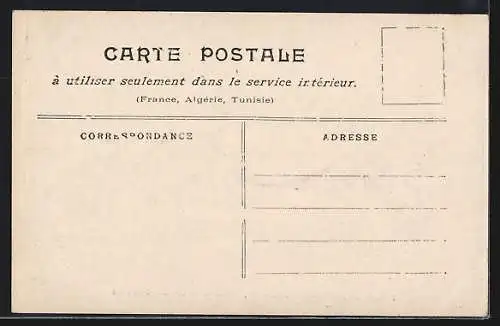 CARTE POSTALE
à utiliser seulement dans le service intérieur.
(France, Algérie, Tunisie)
CORRESPONDANCE
ADRESSE